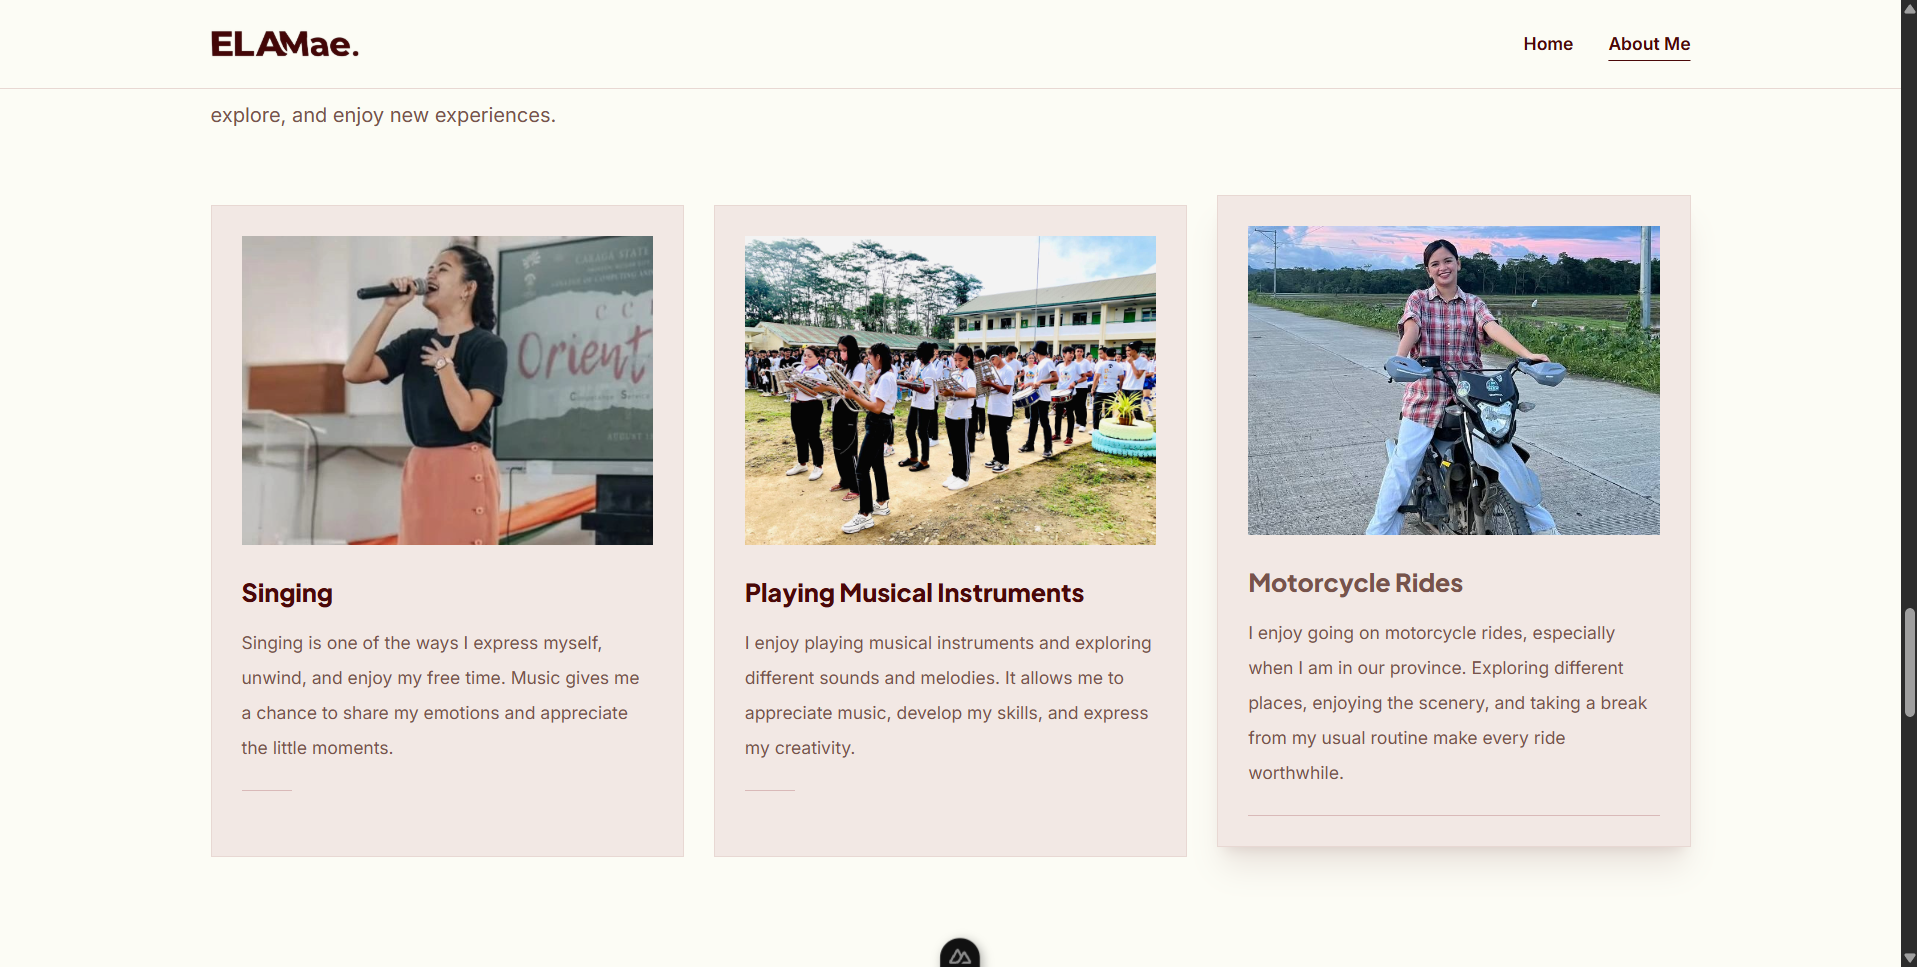 ELAMae.
Home
About Me
explore, and enjoy new experiences.
CARAGA STATE
Orient
Singing
Singing is one of the ways I express myself,
unwind, and enjoy my free time. Music gives me
a chance to share my emotions and appreciate
the little moments.
Playing Musical Instruments
I enjoy playing musical instruments and exploring
different sounds and melodies. It allows me to
appreciate music, develop my skills, and express
my creativity.
Motorcycle Rides
I enjoy going on motorcycle rides, especially
when I am in our province. Exploring different
places, enjoying the scenery, and taking a break
from my usual routine make every ride
worthwhile.